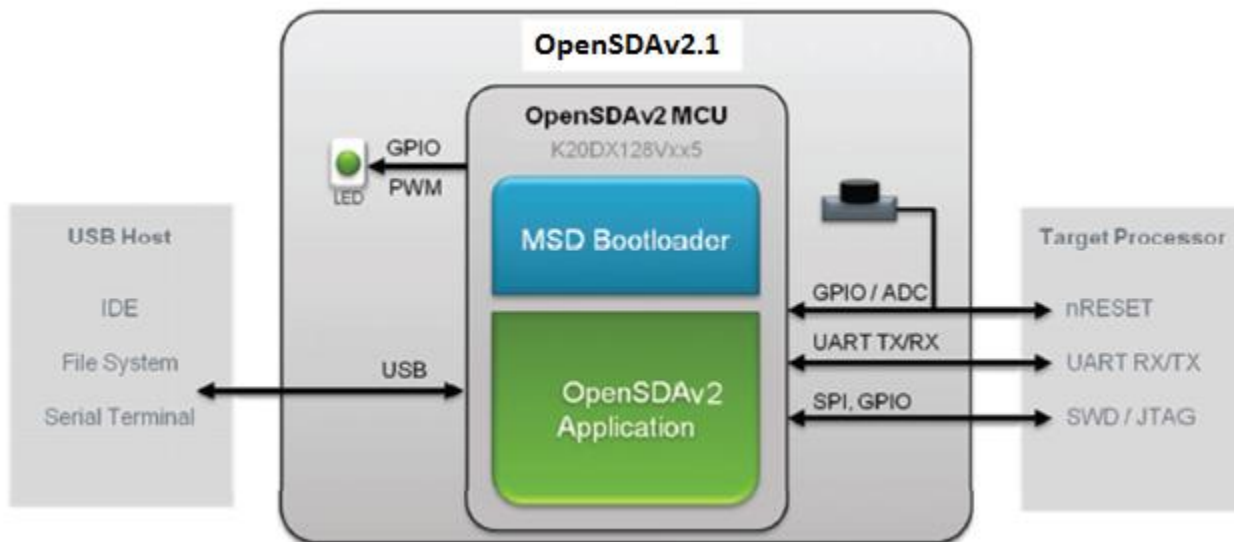 OpenSDAv2.1
OpenSDAv2 MCU
K20DX128Vxx5
GPIO
PWM
LED
MSD Bootloader
USB Host
IDE
File System
Serial Terminal
USB
OpenSDAv2
Application
GPIO / ADC
UART TX/RX
SPI, GPIO
Target Processor
nRESET
UART RX/TX
SWD / JTAG